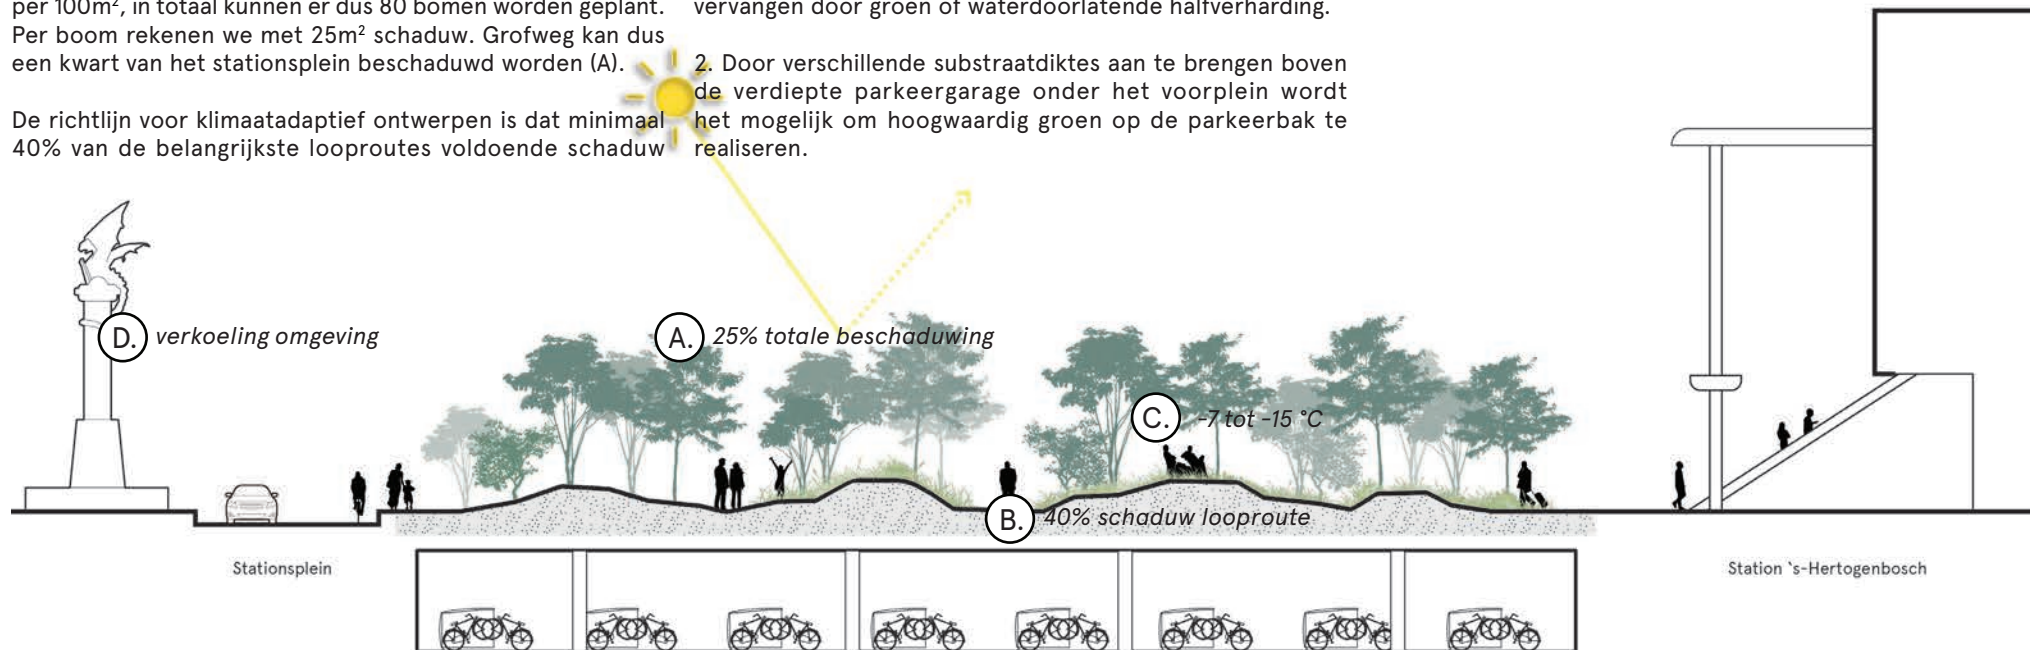 per 100m², in totaal kunnen er dus 80 bomen worden geplant.
Per boom rekenen we met 25m² schaduw. Grofweg kan dus
een kwart van het stationsplein beschaduwd worden (A).
De richtlijn voor klimaatadaptief ontwerpen is dat minimaal
40% van de belangrijkste looproutes voldoende schaduw
vervangen door groen of waterdoorlatende halfverharding.
2. Door verschillende substraatdiktes aan te brengen boven
de verdiepte parkeergarage onder het voorplein wordt
het mogelijk om hoogwaardig groen op de parkeerbak te
realiseren.
D. verkoeling omgeving
A. 25% totale beschaduwing
C. -7 tot -15 °C
B. 40% schaduw looproute
Stationsplein
Station 's-Hertogenbosch